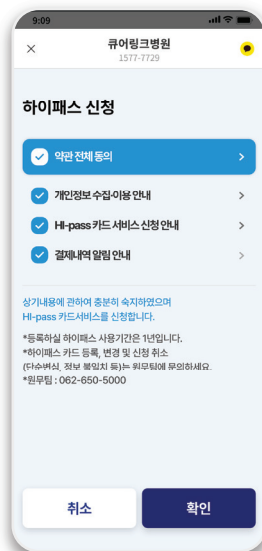 9:09
큐어링크병원
1577-7729
하이패스 신청
약관 전체 동의
개인정보 수집·이용 안내
HI-pass 카드 서비스 신청 안내
결제내역 알림 안내
상기내용에 관하여 충분히 숙지하였으며
HI-pass 카드서비스를 신청합니다.
*등록하실 하이패스 사용기간은 1년입니다.
*하이패스 카드 등록, 변경 및 신청 취소
(단순변심, 정보 불일치 등)는 원무팀에 문의하세요.
*원무팀 : 062-650-5000
취소
확인